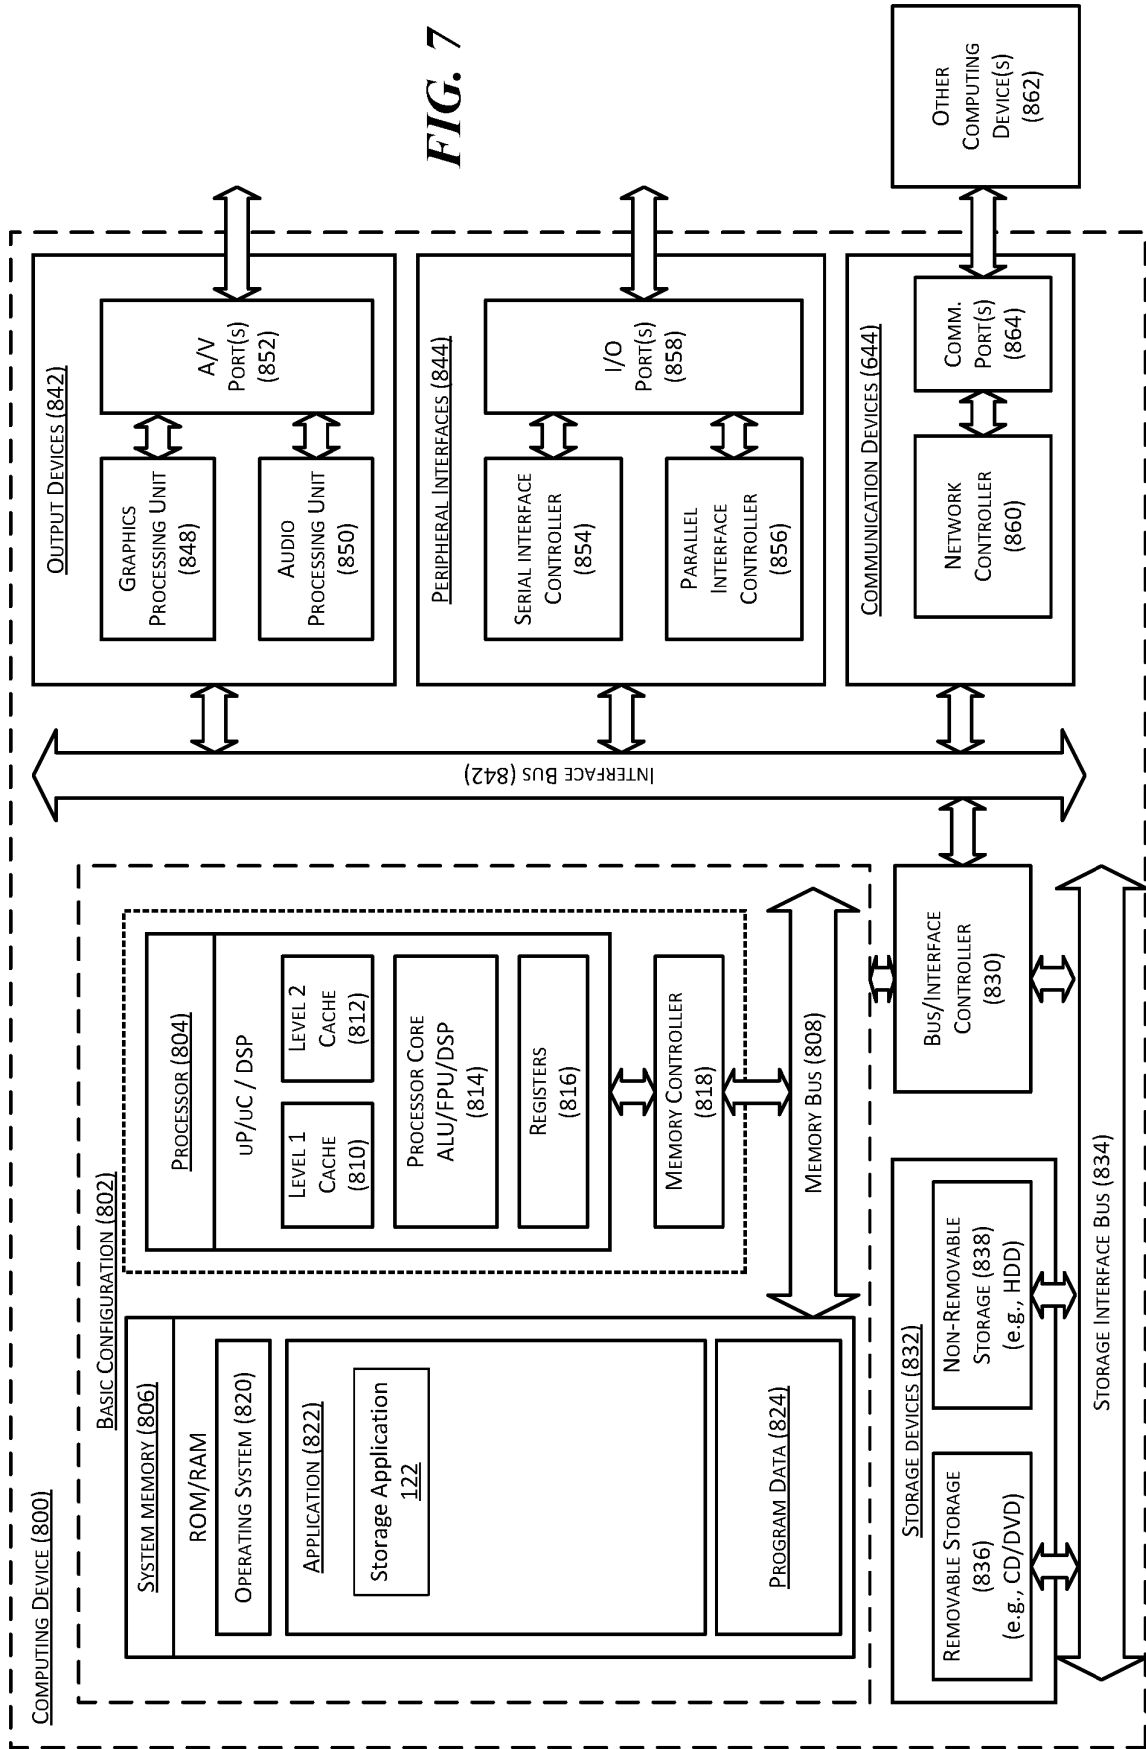 COMPUTING DEVICE (800)
BASIC CONFIGURATION (802)
SYSTEM MEMORY (806)
ROM/RAM
OPERATING SYSTEM (820)
APPLICATION (822)
Storage Application
122
PROGRAM DATA (824)
PROCESSOR (804)
UP/UC / DSP
LEVEL 1
CACHE
(810)
LEVEL 2
CACHE
(812)
PROCESSOR CORE
ALU/FPU/DSP
(814)
REGISTERS
(816)
MEMORY CONTROLLER
(818)
MEMORY BUS (808)
BUS/INTERFACE
CONTROLLER
(830)
STORAGE DEVICES (832)
REMOVABLE STORAGE
(836)
(e.g., CD/DVD)
NON-REMOVABLE
STORAGE (838)
(e.g., HDD)
STORAGE INTERFACE BUS (834)
INTERFACE BUS (842)
OUTPUT DEVICES (842)
GRAPHICS
PROCESSING UNIT
(848)
AUDIO
PROCESSING UNIT
(850)
A/V
PORT(S)
(852)
PERIPHERAL INTERFACES (844)
SERIAL INTERFACE
CONTROLLER
(854)
PARALLEL
INTERFACE
CONTROLLER
(856)
I/O
PORT(S)
(858)
COMMUNICATION DEVICES (644)
NETWORK
CONTROLLER
(860)
COMM.
PORT(S)
(864)
OTHER
COMPUTING
DEVICE(S)
(862)
FIG. 7